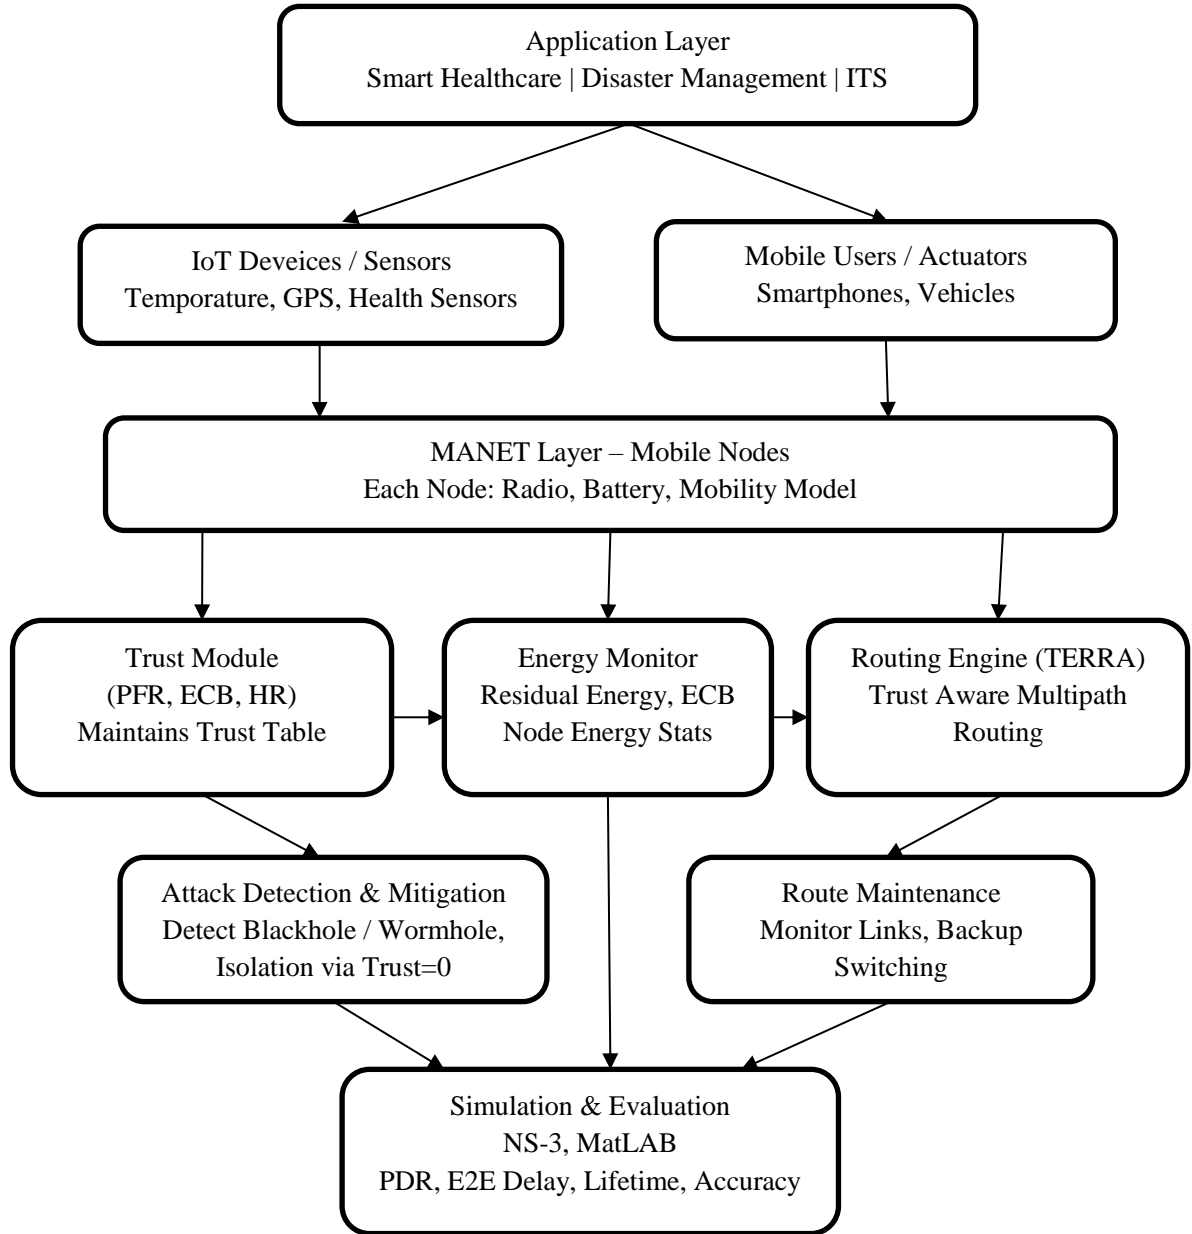 Application Layer
Smart Healthcare | Disaster Management | ITS
IoT Deveices / Sensors
Temporature, GPS, Health Sensors
Mobile Users / Actuators
Smartphones, Vehicles
MANET Layer – Mobile Nodes
Each Node: Radio, Battery, Mobility Model
Trust Module
(PFR, ECB, HR)
Maintains Trust Table
Energy Monitor
Residual Energy, ECB
Node Energy Stats
Routing Engine (TERRA)
Trust Aware Multipath
Routing
Attack Detection & Mitigation
Detect Blackhole / Wormhole,
Isolation via Trust=0
Route Maintenance
Monitor Links, Backup
Switching
Simulation & Evaluation
NS-3, MatLAB
PDR, E2E Delay, Lifetime, Accuracy